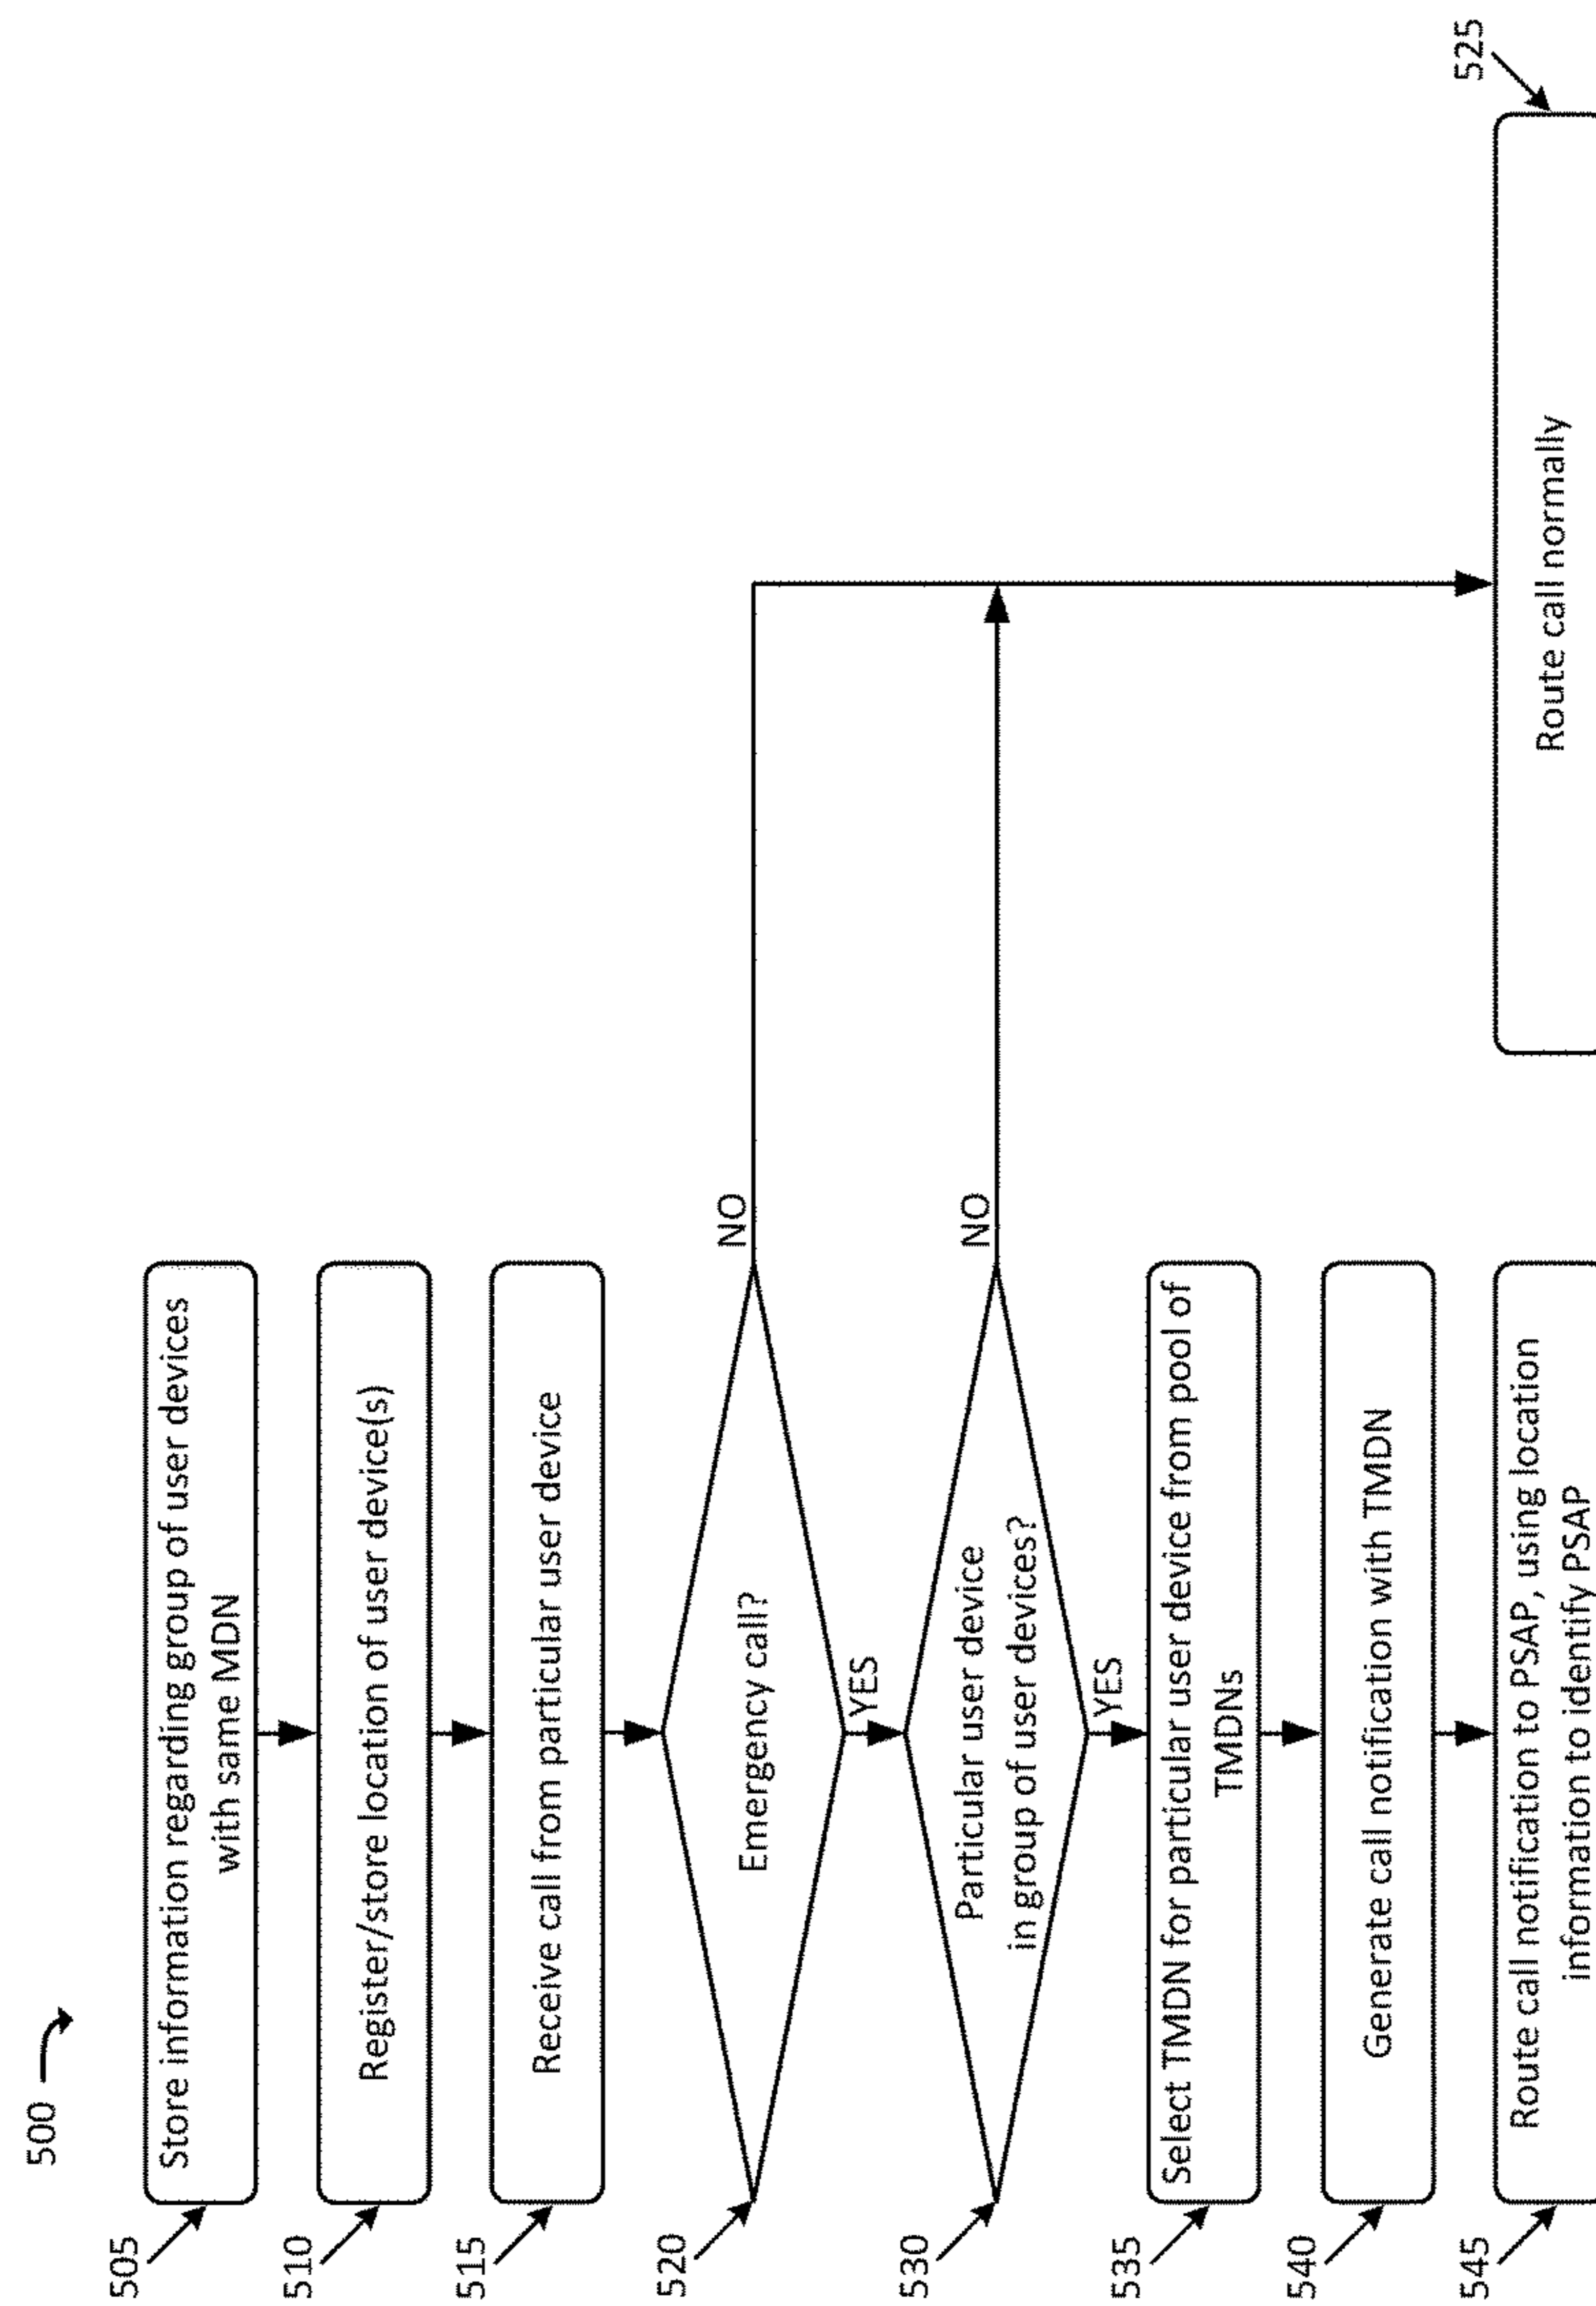 500
505
Store information regarding group of user devices
with same MDN
510
Register/store location of user device(s)
515
Receive call from particular user device
520
Emergency call?
NO
YES
530
Particular user device
in group of user devices?
NO
YES
535
Select TMDN for particular user device from pool of
TMDNs
540
Generate call notification with TMDN
545
Route call notification to PSAP, using location
information to identify PSAP
525
Route call normally